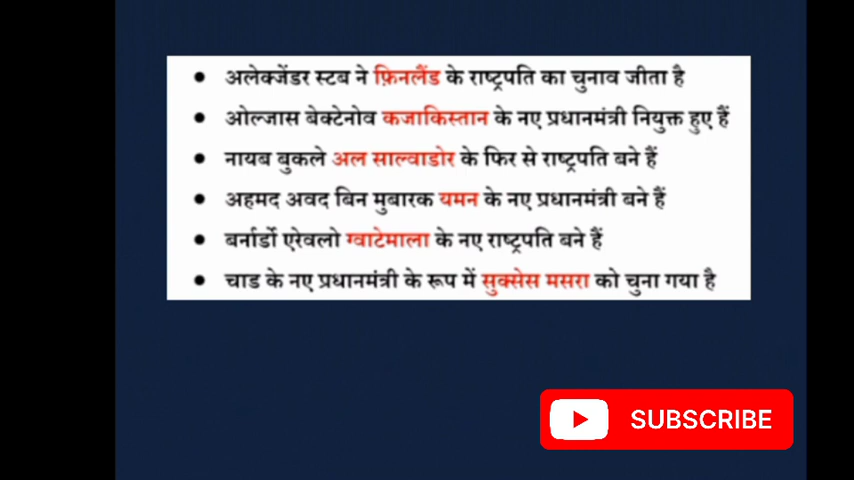 • अलेक्जेंडर स्टब ने फ़िनलैंड के राष्ट्रपति का चुनाव जीता है
• ओल्जास बेक्टेनोव कजाकिस्तान के नए प्रधानमंत्री नियुक्त हुए हैं
• नायब बुकले अल साल्वाडोर के फिर से राष्ट्रपति बने हैं
• अहमद अवद बिन मुबारक यमन के नए प्रधानमंत्री बने हैं
• बर्नार्डो एरेवलो ग्वाटेमाला के नए राष्ट्रपति बने हैं
• चाड के नए प्रधानमंत्री के रूप में सुक्सेस मसरा को चुना गया है
SUBSCRIBE